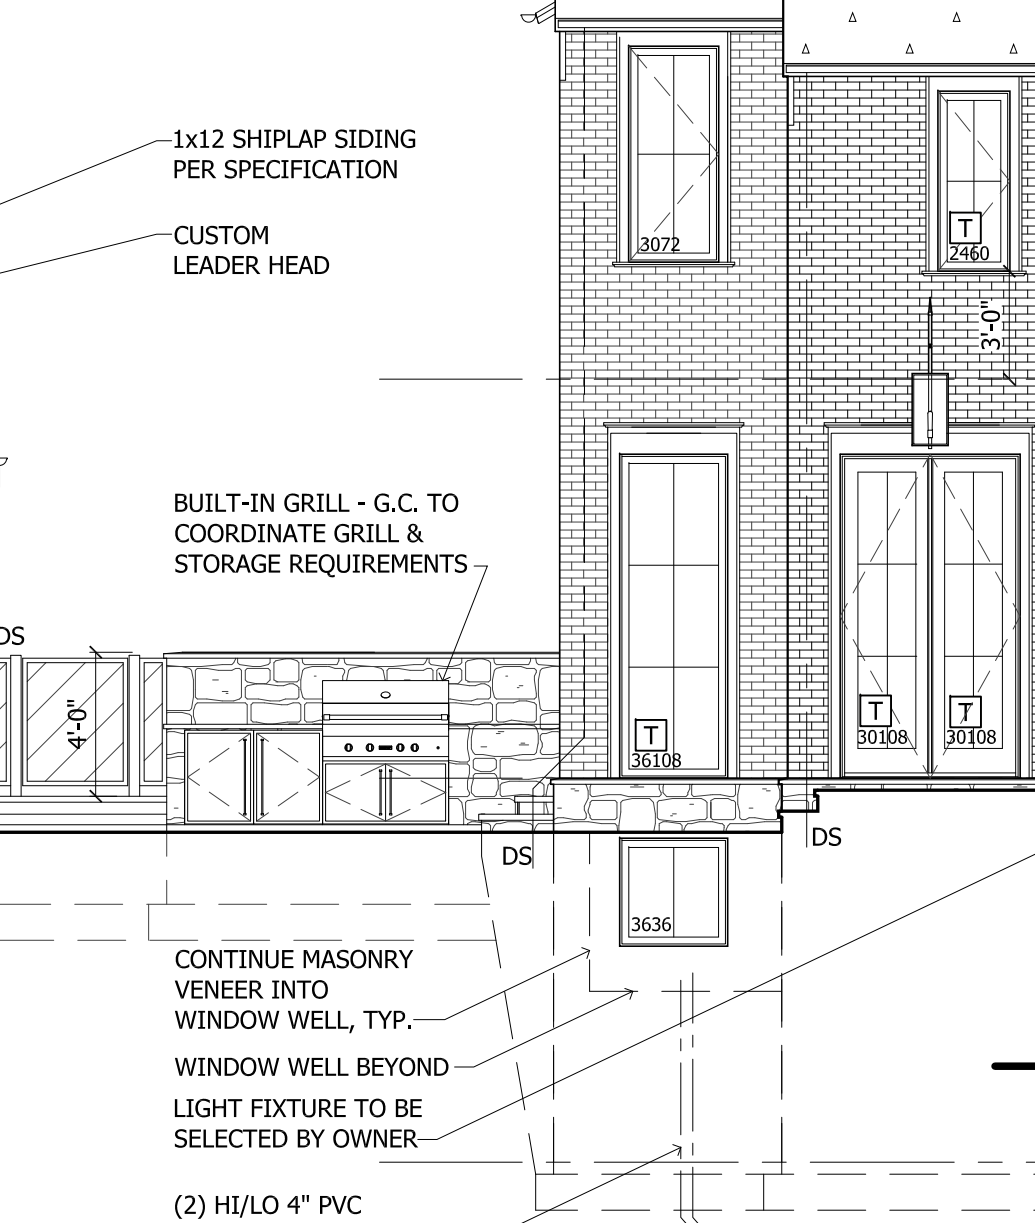 1x12 SHIPLAP SIDING
PER SPECIFICATION
CUSTOM
LEADER HEAD
3072
T
2460
3'-0"
BUILT-IN GRILL - G.C. TO
COORDINATE GRILL &
STORAGE REQUIREMENTS
DS
4'-0"
T
36108
T
30108
T
30108
DS
DS
3636
CONTINUE MASONRY
VENEER INTO
WINDOW WELL, TYP.
WINDOW WELL BEYOND
LIGHT FIXTURE TO BE
SELECTED BY OWNER
(2) HI/LO 4" PVC